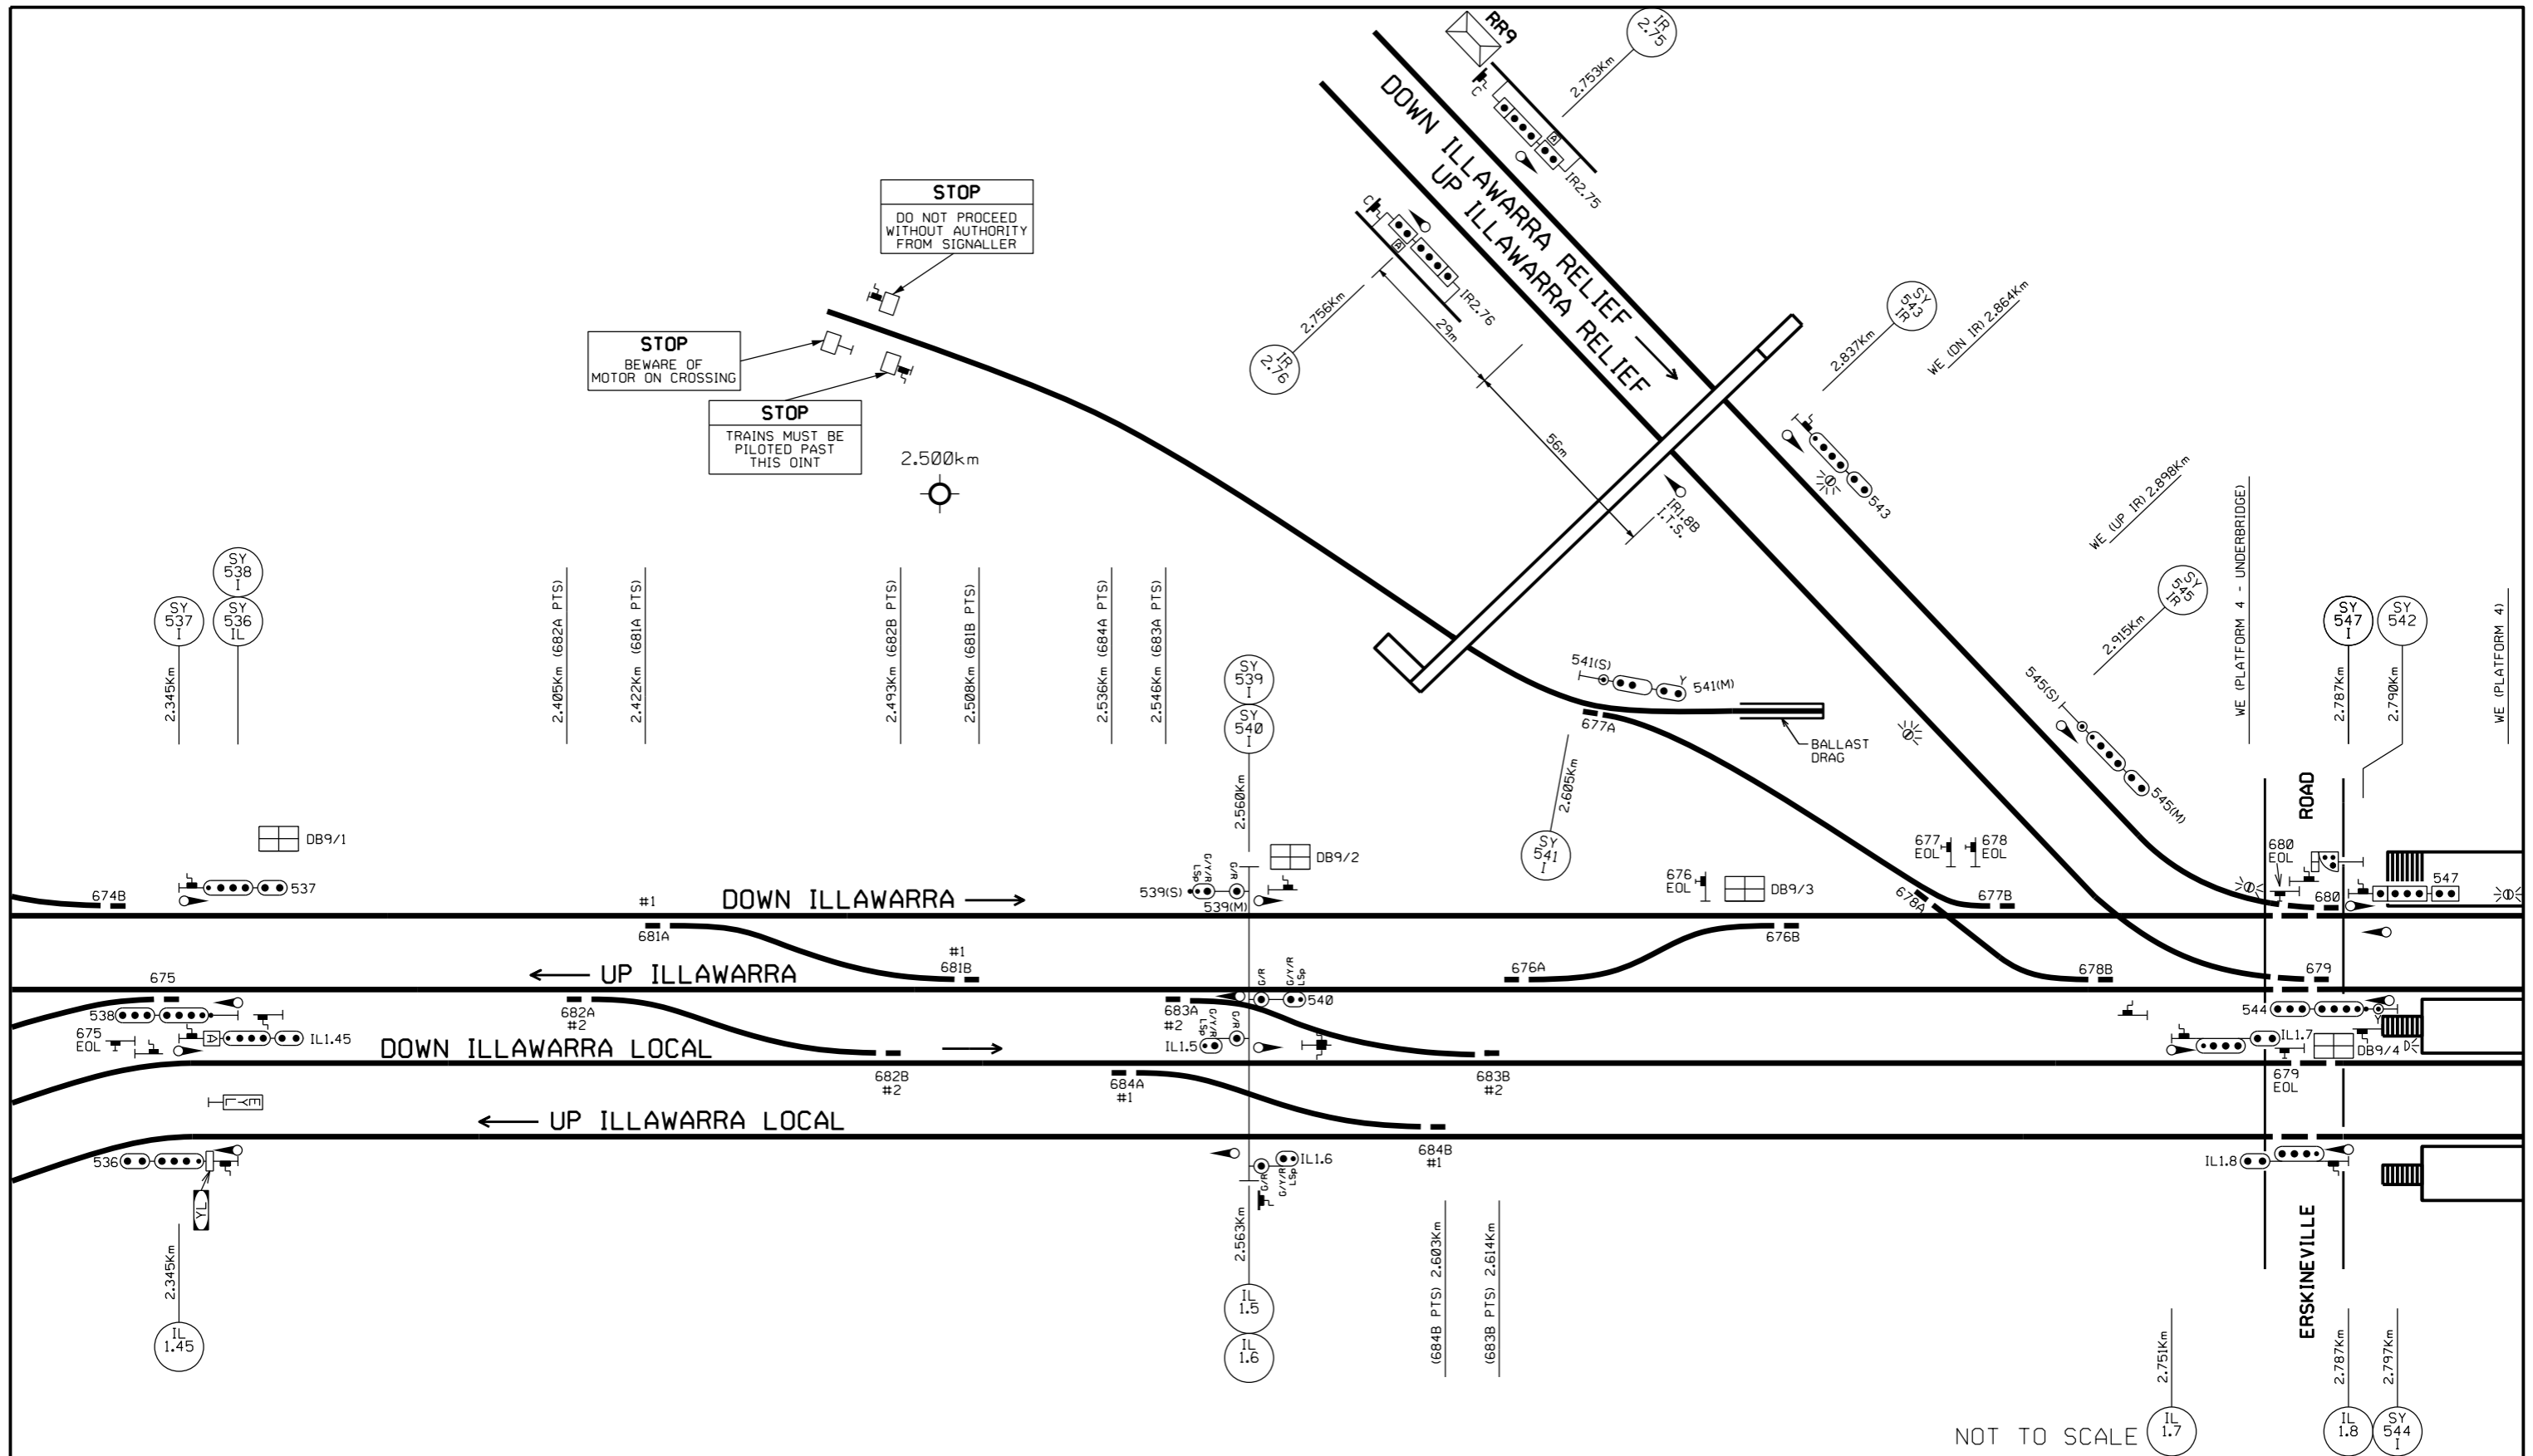 RR9
IR
2.75
2.753Km
C
A
IR2.75
DOWN ILLAWARRA RELIEF
UP ILLAWARRA RELIEF
C
A
IR2.76
2.756Km
IR
2.76
29m
56m
IR1.8B
I.T.S.
STOP
DO NOT PROCEED
WITHOUT AUTHORITY
FROM SIGNALLER
STOP
BEWARE OF
MOTOR ON CROSSING
STOP
TRAINS MUST BE
PILOTED PAST
THIS OINT
2.500km
SY
543
IR
2.837Km
WE (DN IR) 2.864Km
543
WE (UP IR) 2.898Km
SY
545
IR
2.915Km
545(S)
545(M)
WE (PLATFORM 4 - UNDERBRIDGE)
SY
547
I
2.787Km
SY
542
2.790Km
WE (PLATFORM 4)
SY
537
I
2.345Km
SY
538
I
SY
536
IL
2.405Km (682A PTS)
2.422Km (681A PTS)
2.493Km (682B PTS)
2.508Km (681B PTS)
2.536Km (684A PTS)
2.546Km (683A PTS)
SY
539
I
SY
540
I
2.560Km
541(S)
Y
541(M)
677A
BALLAST
DRAG
2.605Km
SY
541
I
ROAD
DB9/1
537
674B
DOWN ILLAWARRA
#1
681A
#1
681B
539(S)
G/Y/R
LSp
G/R
539(M)
DB9/2
676
EOL
DB9/3
677
EOL
678
EOL
678A
677B
680
EOL
680
547
676B
676A
678B
679
675
UP ILLAWARRA
538
675
EOL
A
IL1.45
682A
#2
G/R
G/Y/R
LSp
540
683A
#2
G/Y/R
LSp
G/R
IL1.5
544
Y
IL1.7
DB9/4
D
DOWN ILLAWARRA LOCAL
682B
#2
684A
#1
683B
#2
679
EOL
LYE
UP ILLAWARRA LOCAL
536
YL
G/R
G/Y/R
LSp
IL1.6
684B
#1
IL1.8
2.345Km
IL
1.45
2.563Km
IL
1.5
IL
1.6
(684B PTS) 2.603Km
(683B PTS) 2.614Km
ERSKINEVILLE
2.751Km
IL
1.7
2.787Km
IL
1.8
2.797Km
SY
544
I
NOT TO SCALE